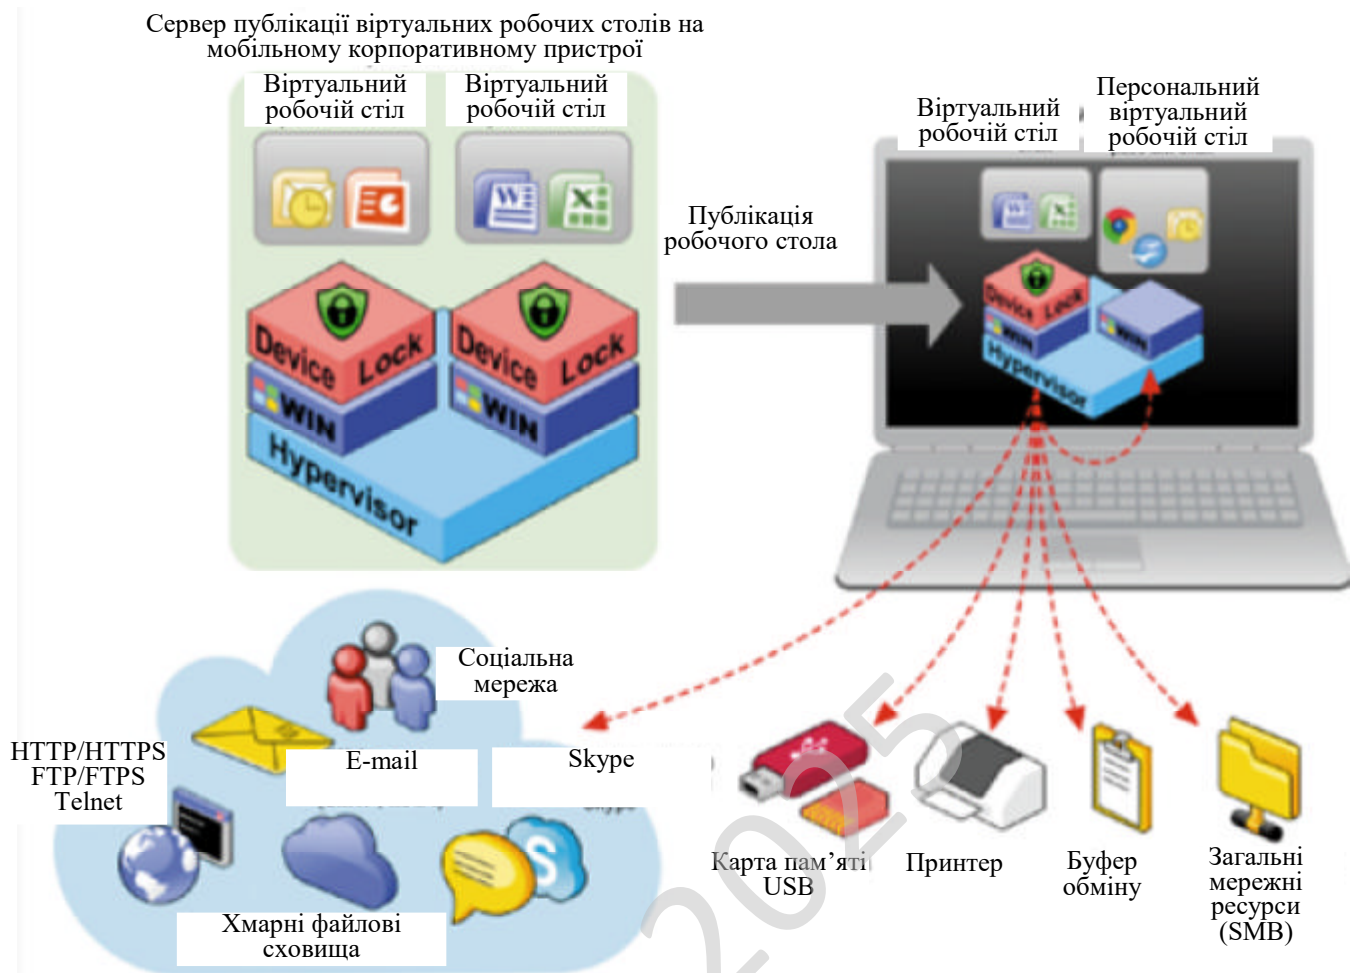 Сервер публікації віртуальних робочих столів на
мобільному корпоративному пристрої
Віртуальний
робочій стіл
Віртуальний
робочій стіл
Device Lock
WIN
Device Lock
WIN
Hypervisor
Публікація
робочого стола
Віртуальний
робочій стіл
Персональний
віртуальний
робочій стіл
Device Lock
WIN
WIN
Hypervisor
Соціальна
мережа
HTTP/HTTPS
FTP/FTPS
Telnet
E-mail
Skype
Хмарні файлові
сховища
Карта пам’яті
USB
Принтер
Буфер
обміну
Загальні
мережні
ресурси
(SMB)
2025